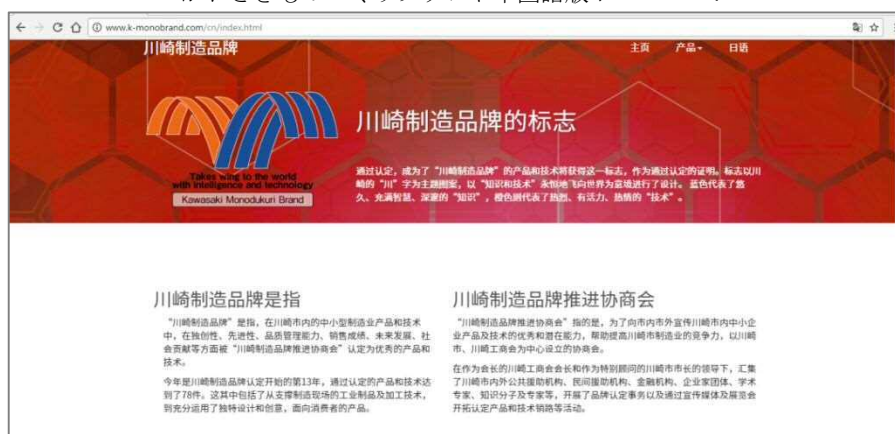 www.k-monobrand.com/cn/index.html
川崎制造品牌
主页 产品 日语
川崎制造品牌的标志
通过认定，成为了“川崎制造品牌”的产品和技术将获得这一标志，作为通过认定的证明。标志以川
崎的“川”字为主题图案，以“知识和技术”永恒地飞向世界为意境进行了设计。蓝色代表了悠
久、充满智慧、深邃的“知识”，橙色则代表了热烈、有活力、热情的“技术”。
Takes wing to the world
with intelligence and technology
Kawasaki Monodukuri Brand
川崎制造品牌是指
“川崎制造品牌”是指，在川崎市内的中小型制造业产品和技术
中，在独创性、先进性、品质管理能力、销售成绩、未来发展、社
会贡献等方面被“川崎制造品牌推进协商会”认定为优秀的产品和
技术。
今年是川崎制造品牌认定开始的第13年，通过认定的产品和技术达
到了78件。这其中包括了从支撑制造现场的工业制品及加工技术，
到充分运用了独特设计和创意，面向消费者的产品。
川崎制造品牌推进协商会
“川崎制造品牌推进协商会”指的是，为了向市内市外宣传川崎市内中小企
业产品及技术的优秀和潜在能力，帮助提高川崎市制造业的竞争力，以川崎
市、川崎工商会为中心设立的协商会。
在作为会长的川崎工商会会长和作为特别顾问的川崎市市长的领导下，汇集
了川崎市内外公共援助机构、民间援助机构、金融机构、企业家团体、学术
专家、知识分子及专家等，开展了品牌认定事务以及通过宣传媒体及展览会
开拓认定产品和技术销路等活动。